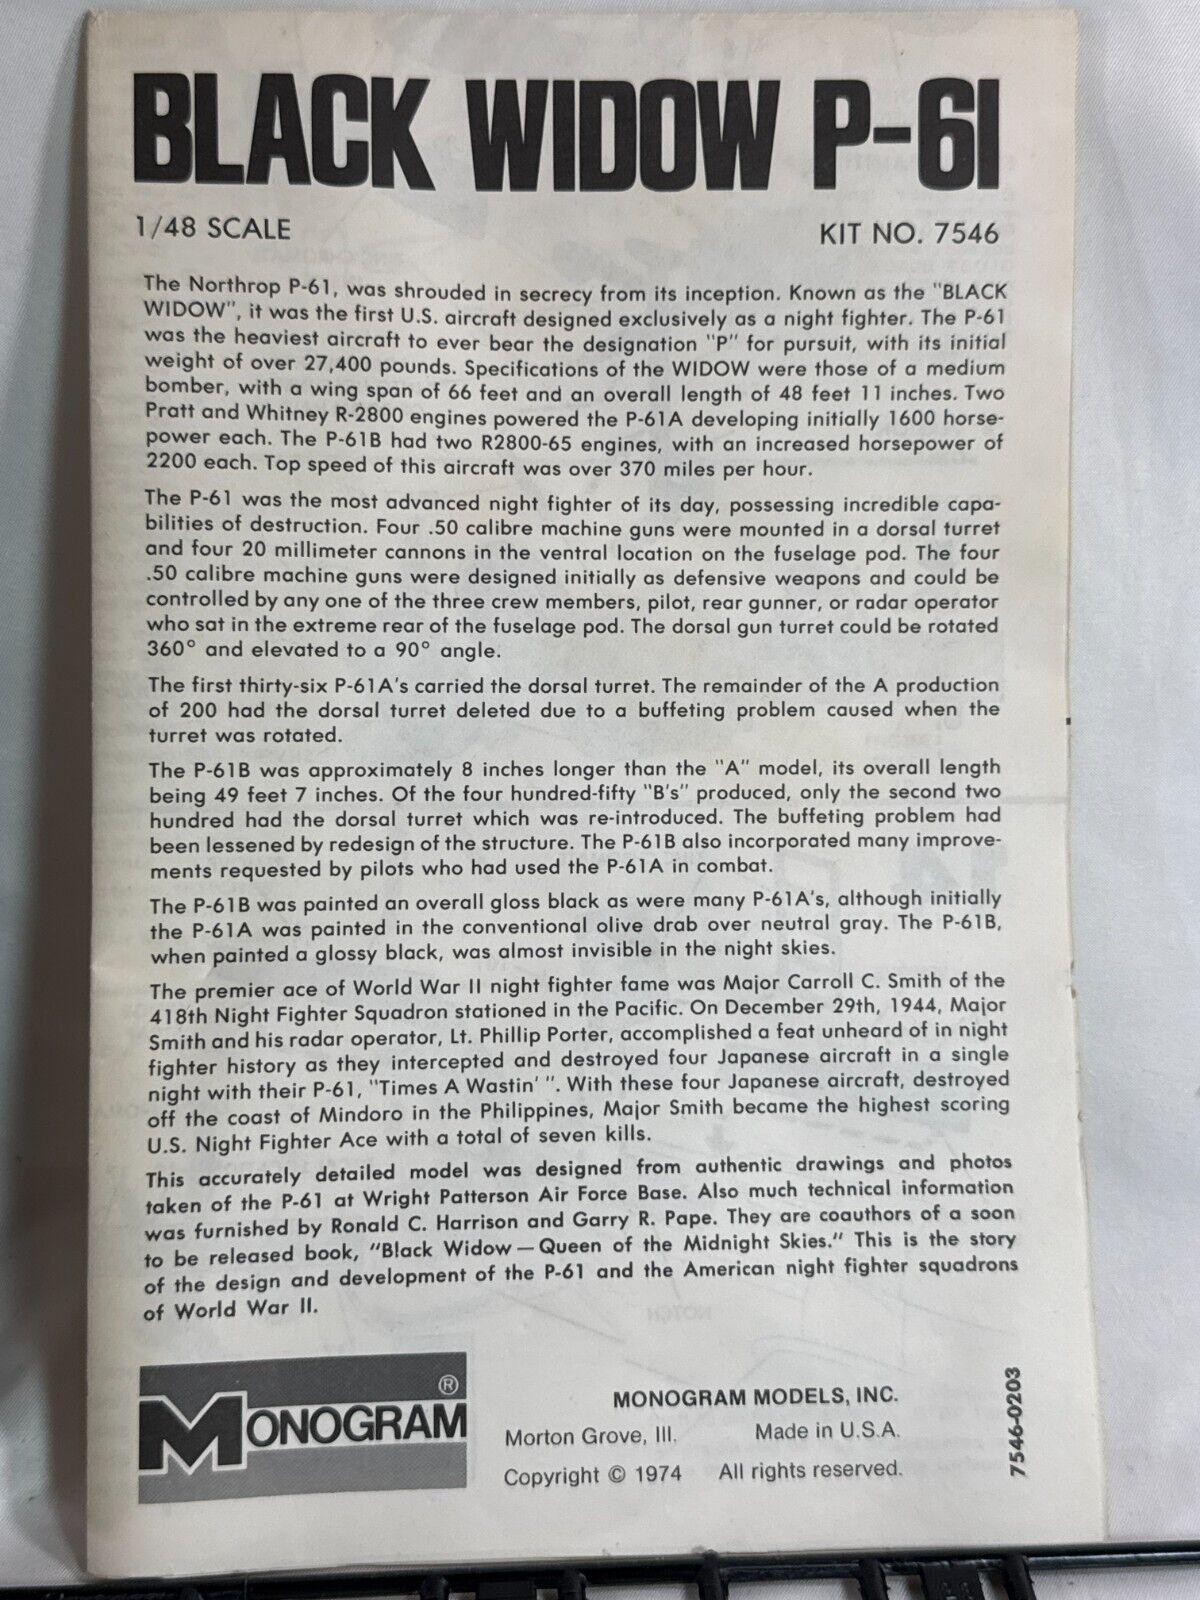 BLACK WIDOW P-61
1/48 SCALE KIT NO. 7546
The Northrop P-61, was shrouded in secrecy from its inception. Known as the "BLACK
WIDOW", it was the first U.S. aircraft designed exclusively as a night fighter. The P-61
was the heaviest aircraft to ever bear the designation "P" for pursuit, with its initial
weight of over 27,400 pounds. Specifications of the WIDOW were those of a medium
bomber, with a wing span of 66 feet and an overall length of 48 feet 11 inches. Two
Pratt and Whitney R-2800 engines powered the P-61A developing initially 1600 horse-
power each. The P-61B had two R2800-65 engines, with an increased horsepower of
2200 each. Top speed of this aircraft was over 370 miles per hour.
The P-61 was the most advanced night fighter of its day, possessing incredible capa-
bilities of destruction. Four .50 calibre machine guns were mounted in a dorsal turret
and four 20 millimeter cannons in the ventral location on the fuselage pod. The four
.50 calibre machine guns were designed initially as defensive weapons and could be
controlled by any one of the three crew members, pilot, rear gunner, or radar operator
who sat in the extreme rear of the fuselage pod. The dorsal gun turret could be rotated
360° and elevated to a 90° angle.
The first thirty-six P-61A's carried the dorsal turret. The remainder of the A production
of 200 had the dorsal turret deleted due to a buffeting problem caused when the
turret was rotated.
The P-61B was approximately 8 inches longer than the "A" model, its overall length
being 49 feet 7 inches. Of the four hundred-fifty "B's" produced, only the second two
hundred had the dorsal turret which was re-introduced. The buffeting problem had
been lessened by redesign of the structure. The P-61B also incorporated many improve-
ments requested by pilots who had used the P-61A in combat.
The P-61B was painted an overall gloss black as were many P-61A's, although initially
the P-61A was painted in the conventional olive drab over neutral gray. The P-61B,
when painted a glossy black, was almost invisible in the night skies.
The premier ace of World War II night fighter fame was Major Carroll C. Smith of the
418th Night Fighter Squadron stationed in the Pacific. On December 29th, 1944, Major
Smith and his radar operator, Lt. Phillip Porter, accomplished a feat unheard of in night
fighter history as they intercepted and destroyed four Japanese aircraft in a single
night with their P-61, "Times A Wastin' ". With these four Japanese aircraft, destroyed
off the coast of Mindoro in the Philippines, Major Smith became the highest scoring
U.S. Night Fighter Ace with a total of seven kills.
This accurately detailed model was designed from authentic drawings and photos
taken of the P-61 at Wright Patterson Air Force Base. Also much technical information
was furnished by Ronald C. Harrison and Garry R. Pape. They are coauthors of a soon
to be released book, "Black Widow — Queen of the Midnight Skies." This is the story
of the design and development of the P-61 and the American night fighter squadrons
of World War II.
MONOGRAM ®
MONOGRAM MODELS, INC.
Morton Grove, Ill. Made in U.S.A.
Copyright © 1974 All rights reserved.
7546-0203